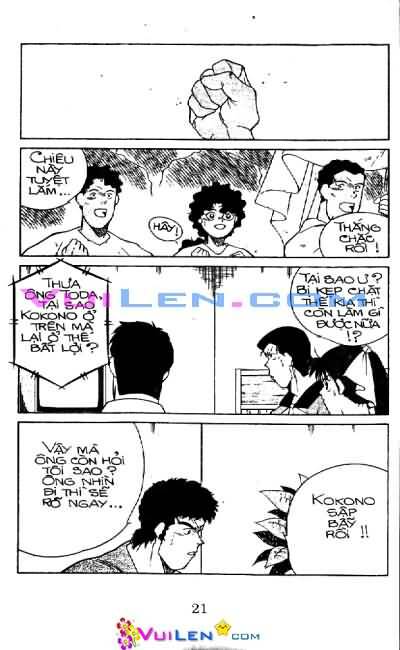 CHIÊU
NÀY
TUYỆT
LẮM...
HÂY!
THẮNG
CHẮC
RỒI!
THƯA
ÔNG TODA,
TẠI SAO
KOKONO Ở
TRÊN MÀ
LẠI Ở THẾ
BẤT LỢI?
TẠI SAO Ư?
BỊ KẸP CHẶT
THẾ KIA THÌ
CÒN LÀM GÌ
ĐƯỢC NỮA
!?
VUILEN.COM
VẬY MÀ
ÔNG CÒN HỎI
TÔI SAO?
ÔNG NHÌN
ĐI THÌ SẼ
RÕ NGAY...
KOKONO
SẬP
BẪY
RỒI!!
21
VUILEN.COM